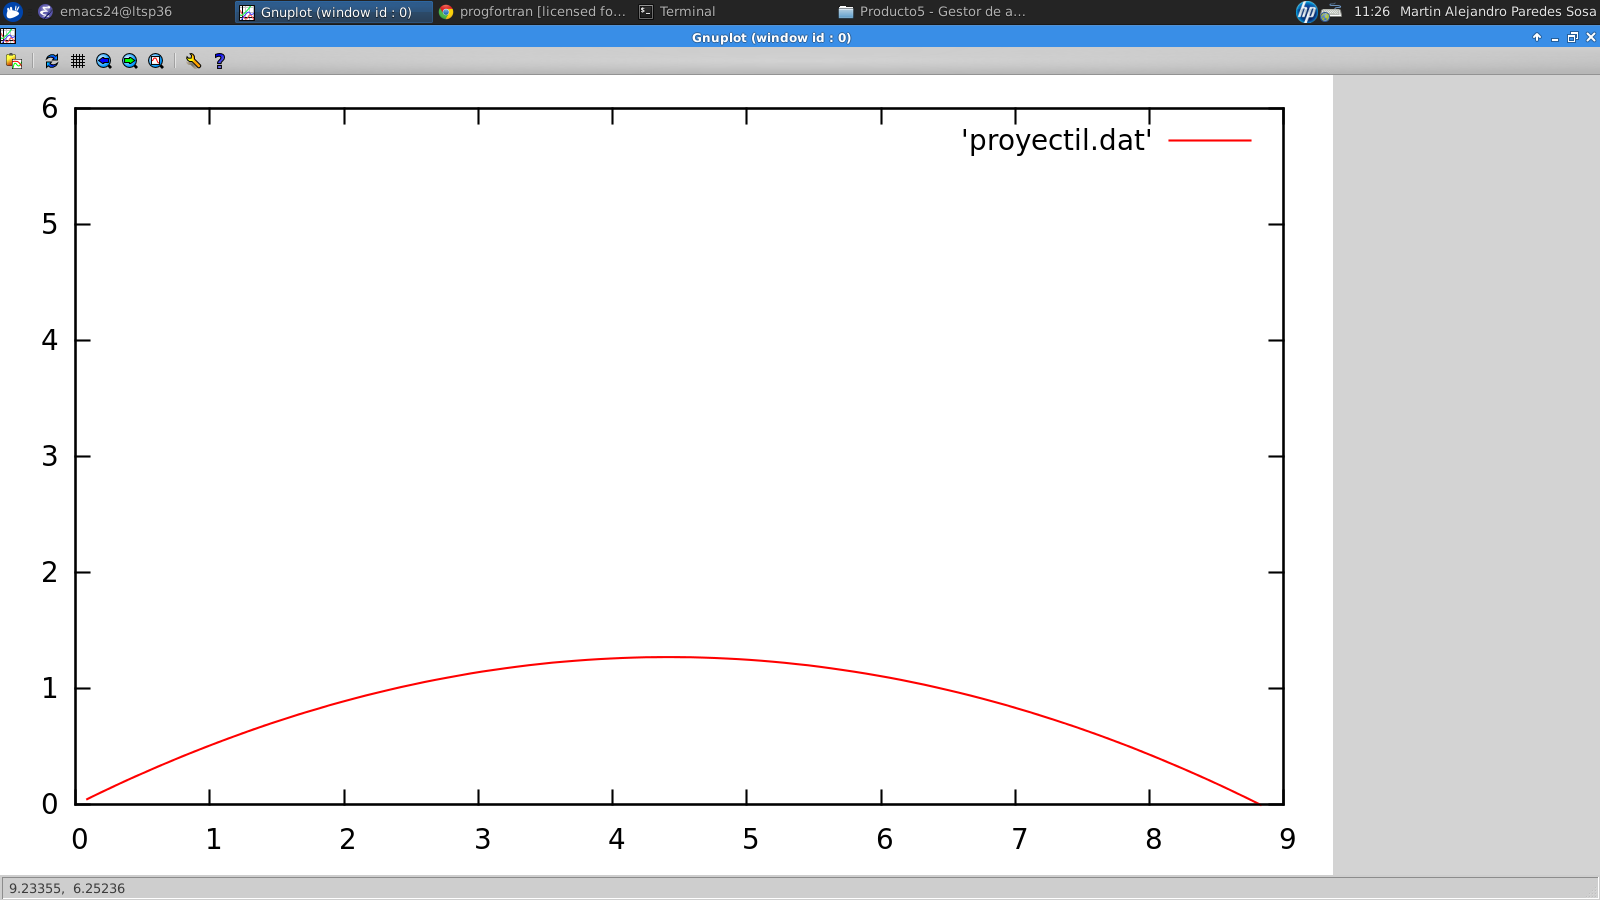 emacs24@ltsp36 Gnuplot (window id : 0) progfortran [licensed fo... Terminal Producto5 - Gestor de a... hp 11:26 Martin Alejandro Paredes Sosa
Gnuplot (window id : 0)
?
6
'proyectil.dat'
5
4
3
2
1
0
0 1 2 3 4 5 6 7 8 9
9.23355, 6.25236